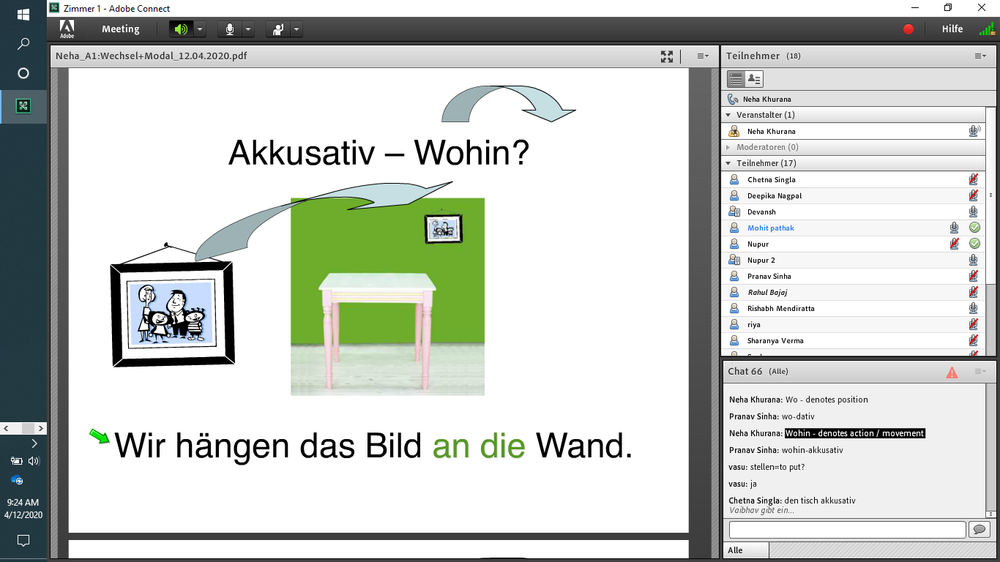 Zimmer 1 - Adobe Connect
Adobe
Meeting
Hilfe
Neha_A1:Wechsel+Modal_12.04.2020.pdf
Akkusativ – Wohin?
Wir hängen das Bild an die Wand.
Teilnehmer (18)
Neha Khurana
Veranstalter (1)
Neha Khurana
Moderatoren (0)
Teilnehmer (17)
Chetna Singla
Deepika Nagpal
Devansh
Mohit pathak
Nupur
Nupur 2
Pranav Sinha
Rahul Bajaj
Rishabh Mendiratta
riya
Sharanya Verma
Chat 66 (Alle)
Neha Khurana: Wo - denotes position
Pranav Sinha: wo-dativ
Neha Khurana: Wohin - denotes action / movement
Pranav Sinha: wohin-akkusativ
vasu: stellen=to put?
vasu: ja
Chetna Singla: den tisch akkusativ
Vaibhav gibt ein...
Alle
9:24 AM
4/12/2020